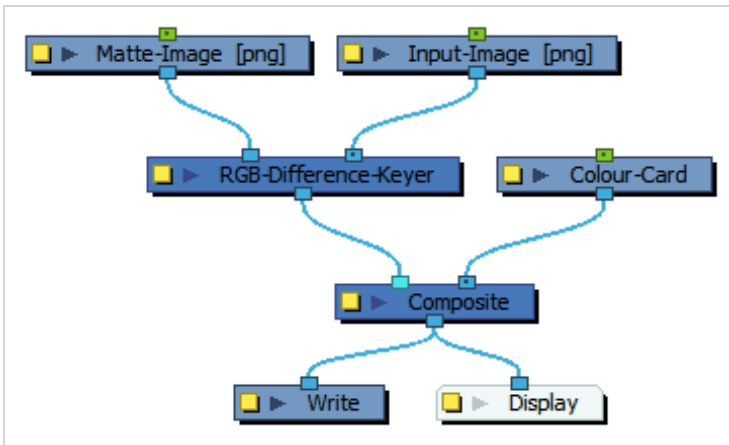 Matte-Image [png]
Input-Image [png]
RGB-Difference-Keyer
Colour-Card
Composite
Write
Display